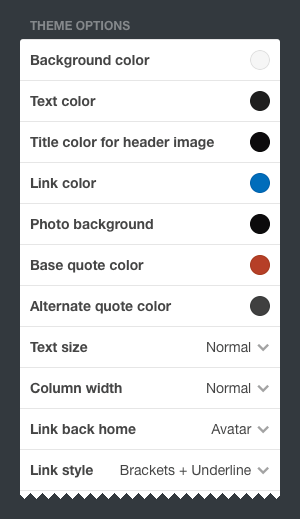 THEME OPTIONS
Background color
Text color
Title color for header image
Link color
Photo background
Base quote color
Alternate quote color
Text size Normal
Column width Normal
Link back home Avatar
Link style Brackets + Underline